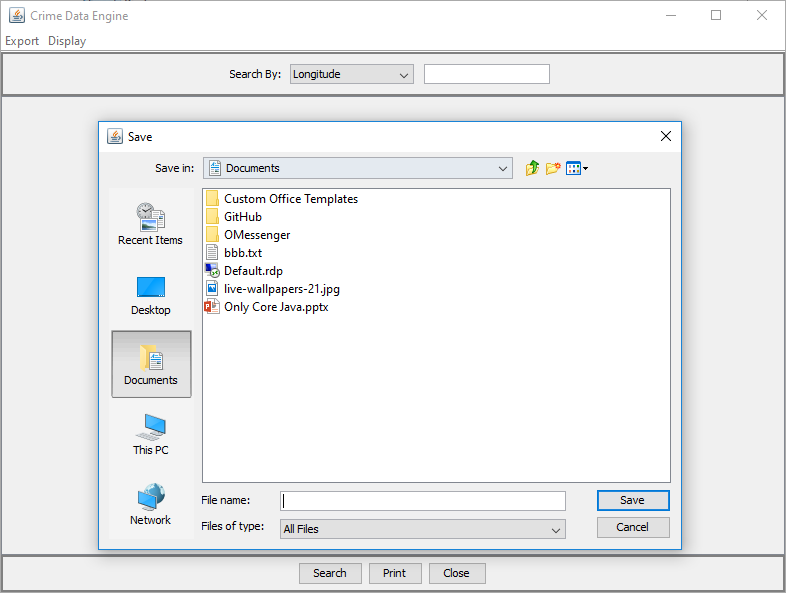 Crime Data Engine
Export Display
Search By: Longitude
Save
Save in: Documents
Custom Office Templates
GitHub
OMessenger
bbb.txt
Default.rdp
live-wallpapers-21.jpg
Only Core Java.pptx
Recent Items
Desktop
Documents
This PC
Network
File name: Save
Files of type: All Files Cancel
Search Print Close